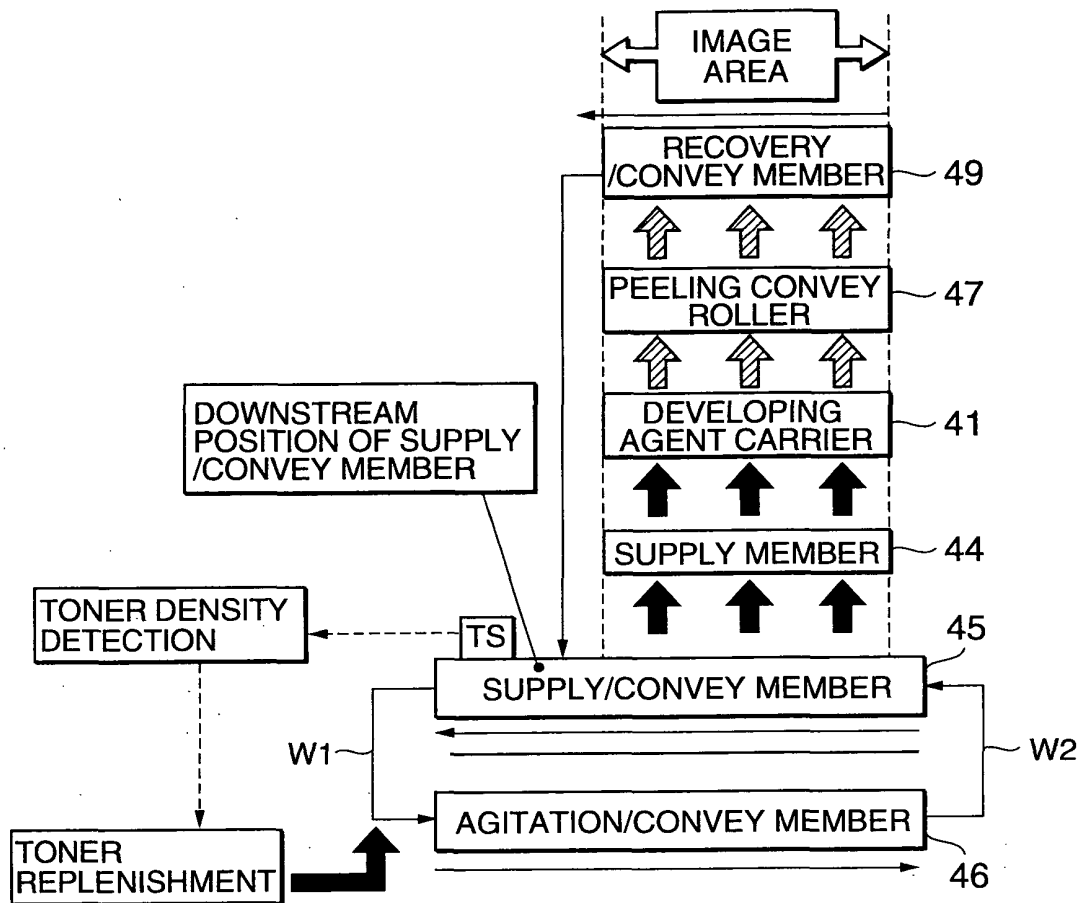 IMAGE
AREA
RECOVERY
/CONVEY MEMBER
49
PEELING CONVEY
ROLLER
47
DEVELOPING
AGENT CARRIER
41
DOWNSTREAM
POSITION OF SUPPLY
/CONVEY MEMBER
SUPPLY MEMBER
44
TONER DENSITY
DETECTION
TS
45
SUPPLY/CONVEY MEMBER
W1
W2
AGITATION/CONVEY MEMBER
46
TONER
REPLENISHMENT